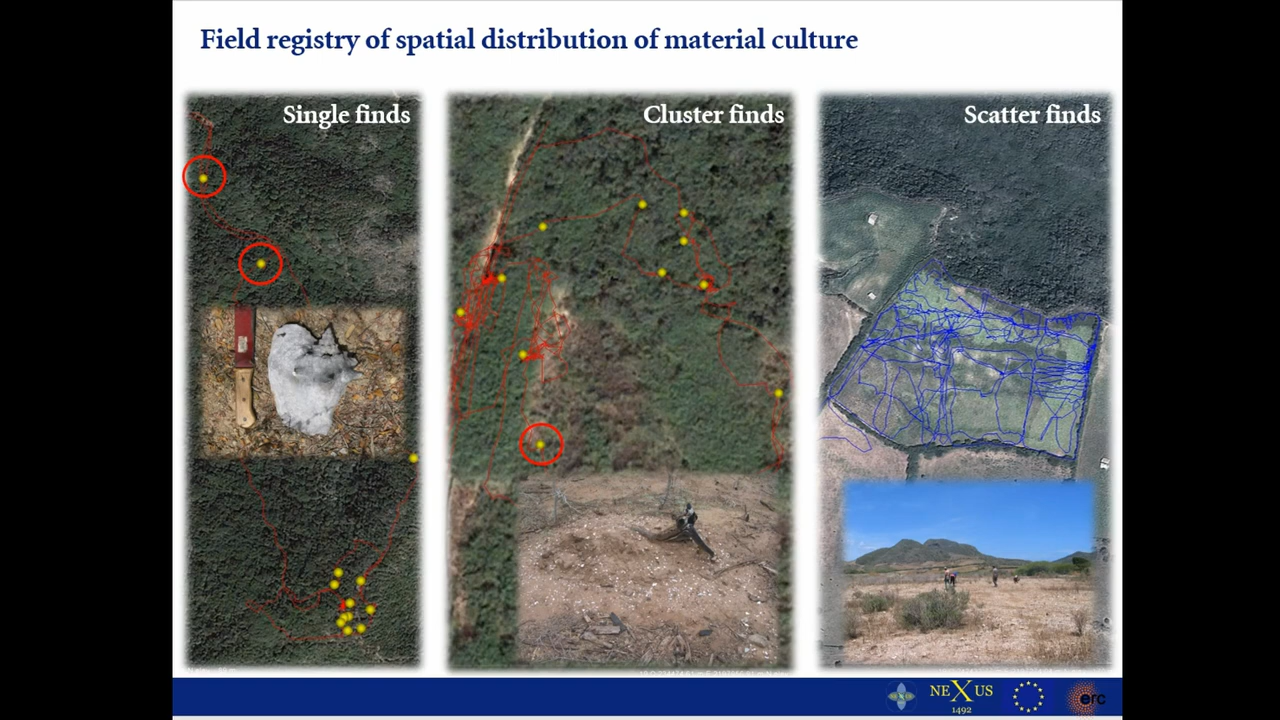 Field registry of spatial distribution of material culture
Single finds
Cluster finds
Scatter finds
NEXUS
1492
erc